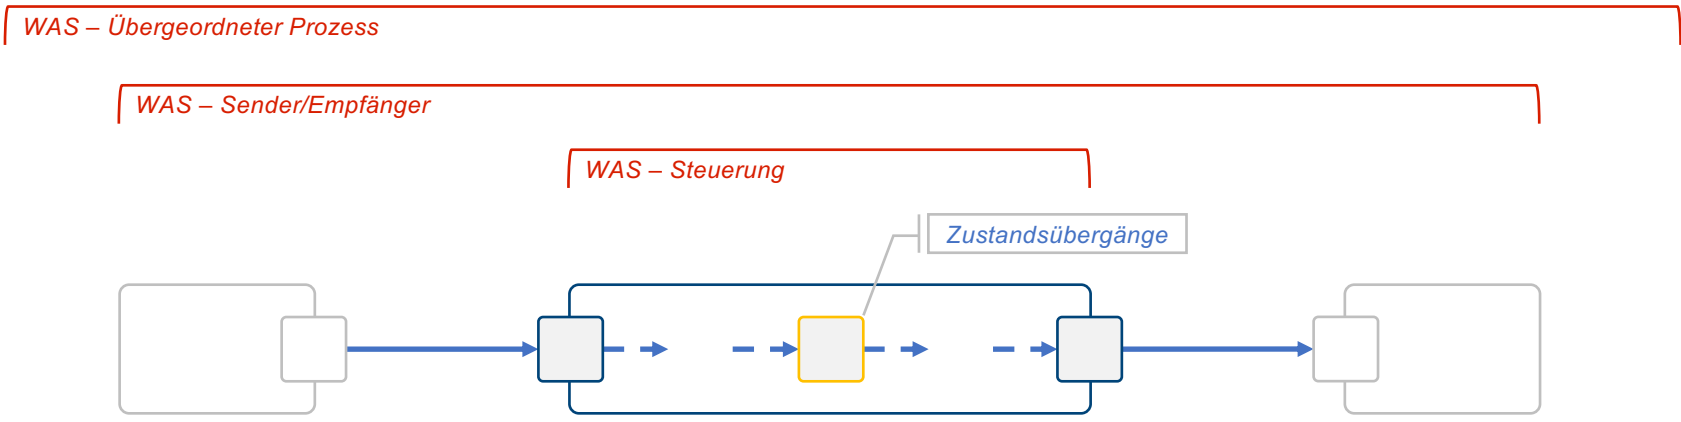 WAS – Übergeordneter Prozess
WAS – Sender/Empfänger
WAS – Steuerung
Zustandsübergänge